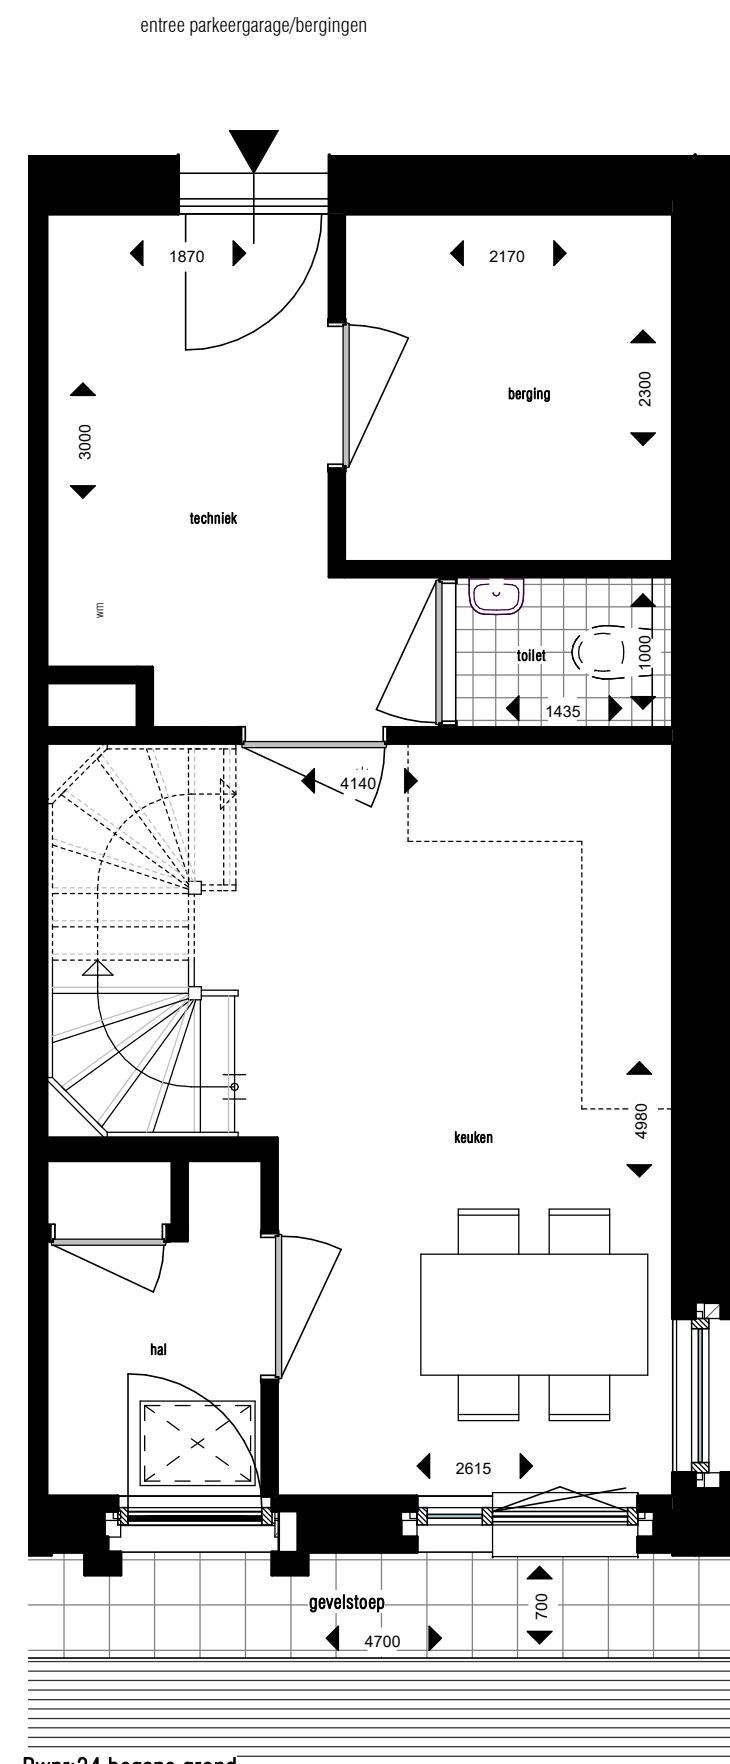 entree parkeergarage/bergingen
1870
2170
2300
berging
3000
techniek
wm
toilet
1000
1435
4140
4980
keuken
hal
2615
gevelstoep
700
4700